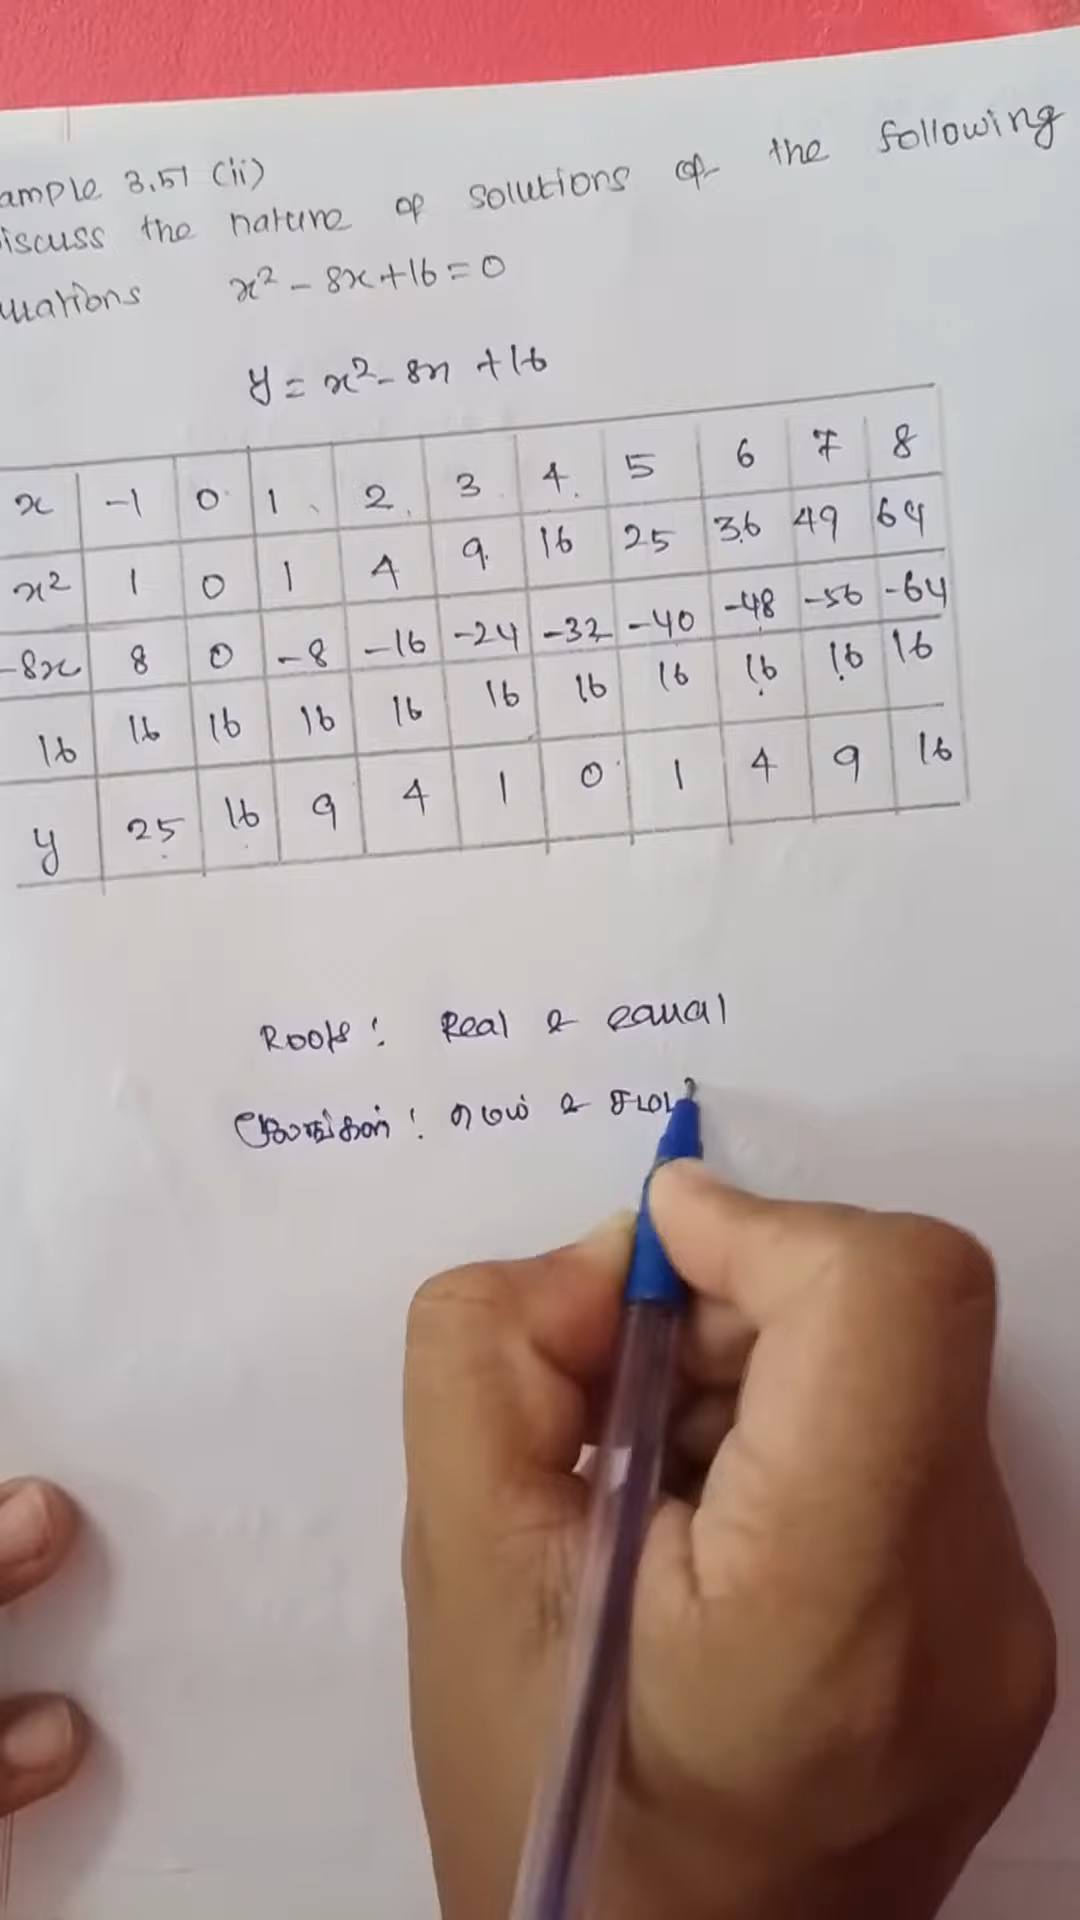 ample 3.51 (ii)
iscuss the nature of solutions of the following
uations x² - 8x + 16 = 0
y = x² - 8x + 16
x -1 0 1 2 3 4 5 6 7 8
x² 1 0 1 4 9 16 25 36 49 64
-8x 8 0 -8 -16 -24 -32 -40 -48 -56 -64
16 16 16 16 16 16 16 16 16 16 16
y 25 16 9 4 1 0 1 4 9 16
Roots : Real & equal
மூலங்கள் : மெய் &